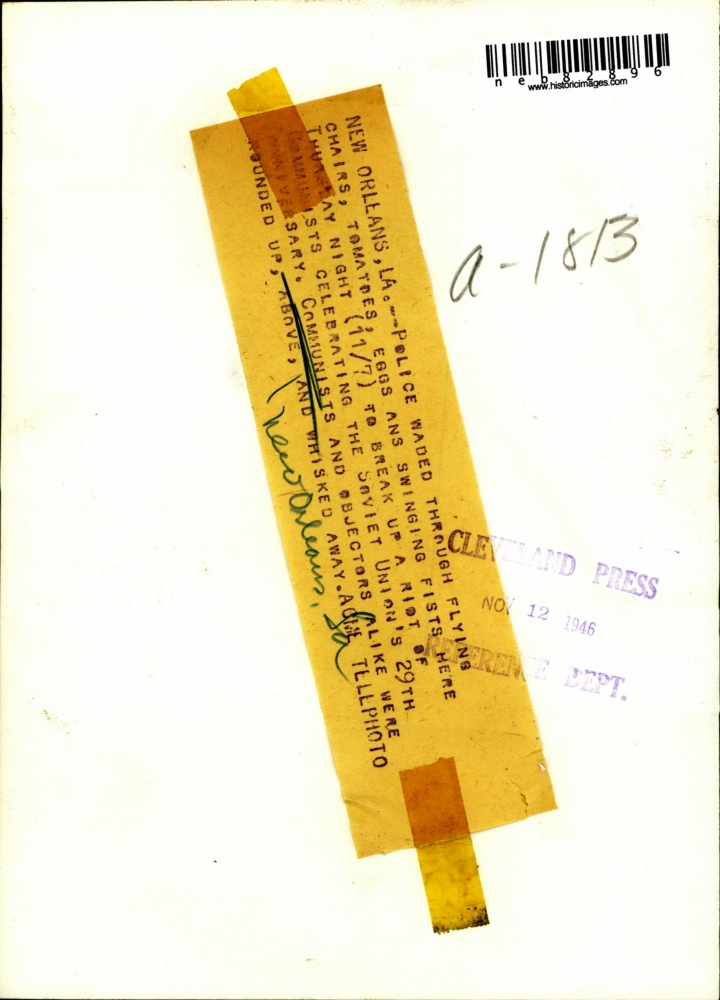 neb82896
www.historicimages.com
a-1813
NEW ORLEANS, LA.--POLICE WADED THROUGH FLYING
CHAIRS, TOMATOES, EGGS ANS SWINGING FISTS HERE
THURSDAY NIGHT (11/7) TO BREAK UP A RIOT OF
COMMUNISTS CELEBRATING THE SOVIET UNION'S 29TH
ANNIVERSARY. COMMUNISTS AND OBJECTORS ALIKE WERE
ROUNDED UP, ABOVE, AND WHISKED AWAY. ACME TELEPHOTO
New Orleans, La
CLEVELAND PRESS
NOV 12 1946
REFERENCE DEPT.